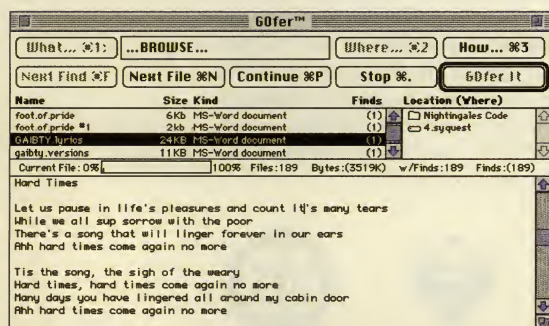 GOfer™
What... ⌘1:
...BROWSE...
Where... ⌘2
How... ⌘3
Next Find ⌘F
Next File ⌘N
Continue ⌘P
Stop ⌘.
GOfer It
Name Size Kind Finds Location (Where)
foot.of.pride 6Kb MS-Word document (1) Nightingales Code
foot.of.pride #1 2kb MS-Word document (1) 4.syquest
GAIBTY.lyrics 24KB MS-Word document (1)
gaibty.versions 11KB MS-Word document (1)
Current File: 0% 100% Files:189 Bytes:(3519K) w/Finds:189 Finds:(189)
Hard Times
Let us pause in life's pleasures and count it's many tears
While we all sup sorrow with the poor
There's a song that will linger forever in our ears
Ahh hard times come again no more
Tis the song, the sigh of the weary
Hard times, hard times come again no more
Many days you have lingered all around my cabin door
Ahh hard times come again no more